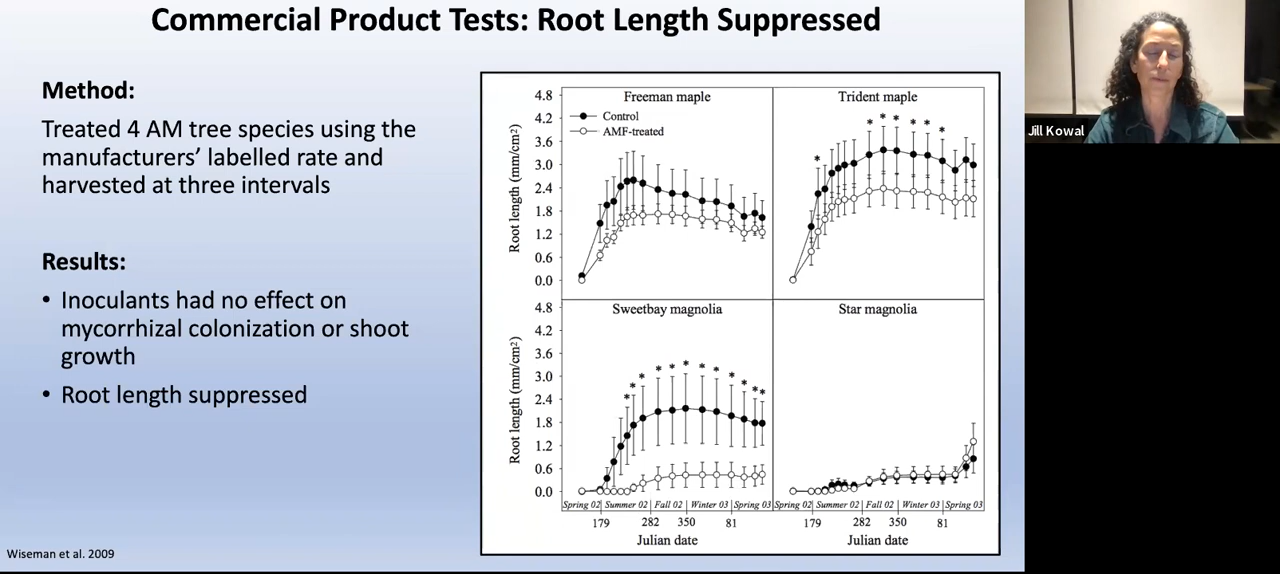 Commercial Product Tests: Root Length Suppressed
Method:
Treated 4 AM tree species using the
manufacturers' labelled rate and
harvested at three intervals
Results:
• Inoculants had no effect on
mycorrhizal colonization or shoot
growth
• Root length suppressed
Wiseman et al. 2009
Freeman maple
Control
AMF-treated
4.8
4.2
3.6
3.0
2.4
1.8
1.2
0.6
0.0
Root length (mm/cm²)
Trident maple
* * * * * * *
Sweetbay magnolia
4.8
4.2
3.6
3.0
2.4
1.8
1.2
0.6
0.0
Root length (mm/cm²)
* * * * * * * * * * *
Star magnolia
Spring 02 Summer 02 Fall 02 Winter 03 Spring 03
179 282 350 81
Julian date
Spring 02 Summer 02 Fall 02 Winter 03 Spring 03
179 282 350 81
Julian date
Jill Kowal